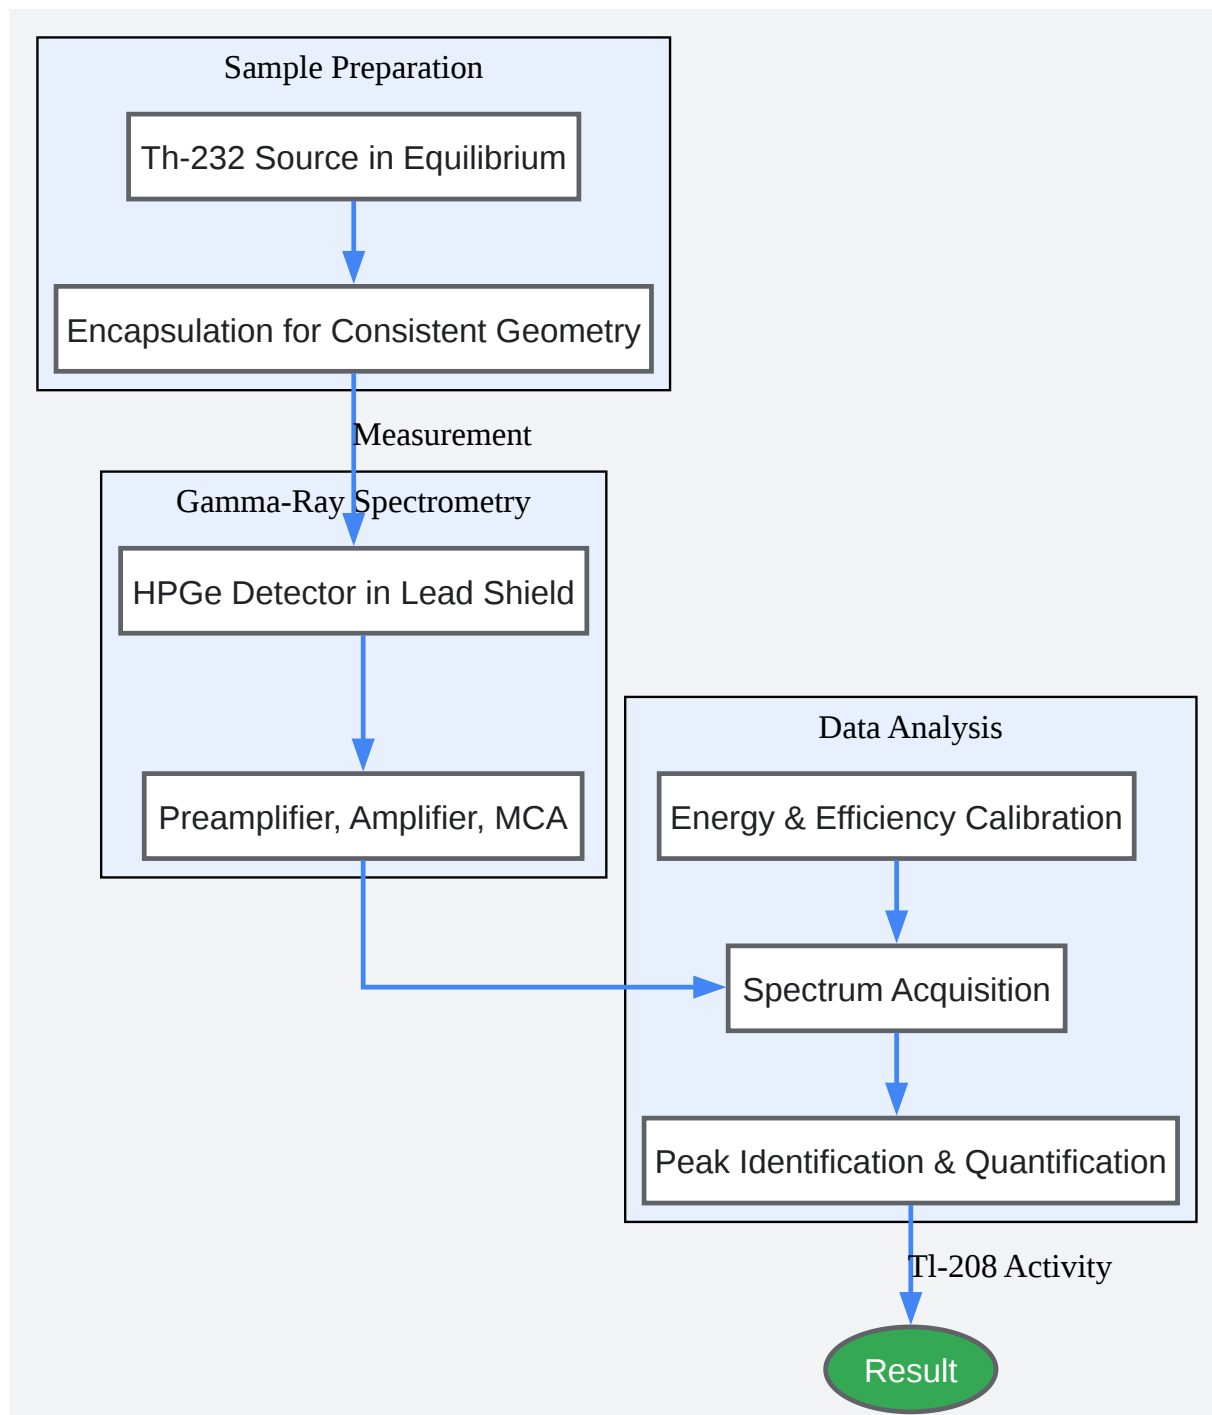 Sample Preparation
Th-232 Source in Equilibrium
Encapsulation for Consistent Geometry
Measurement
Gamma-Ray Spectrometry
HPGe Detector in Lead Shield
Preamplifier, Amplifier, MCA
Data Analysis
Energy & Efficiency Calibration
Spectrum Acquisition
Peak Identification & Quantification
Tl-208 Activity
Result